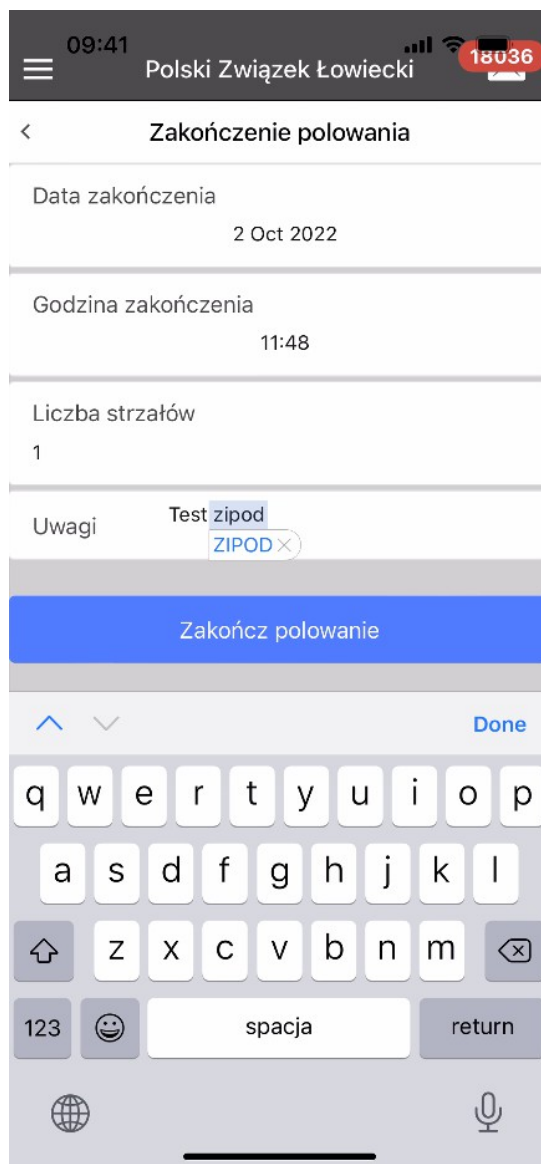 09:41
Polski Związek Łowiecki
18036
Zakończenie polowania
Data zakończenia
2 Oct 2022
Godzina zakończenia
11:48
Liczba strzałów
1
Uwagi
Test zipod
ZIPOD
Zakończ polowanie
Done
q w e r t y u i o p
a s d f g h j k l
z x c v b n m
123 spacja return